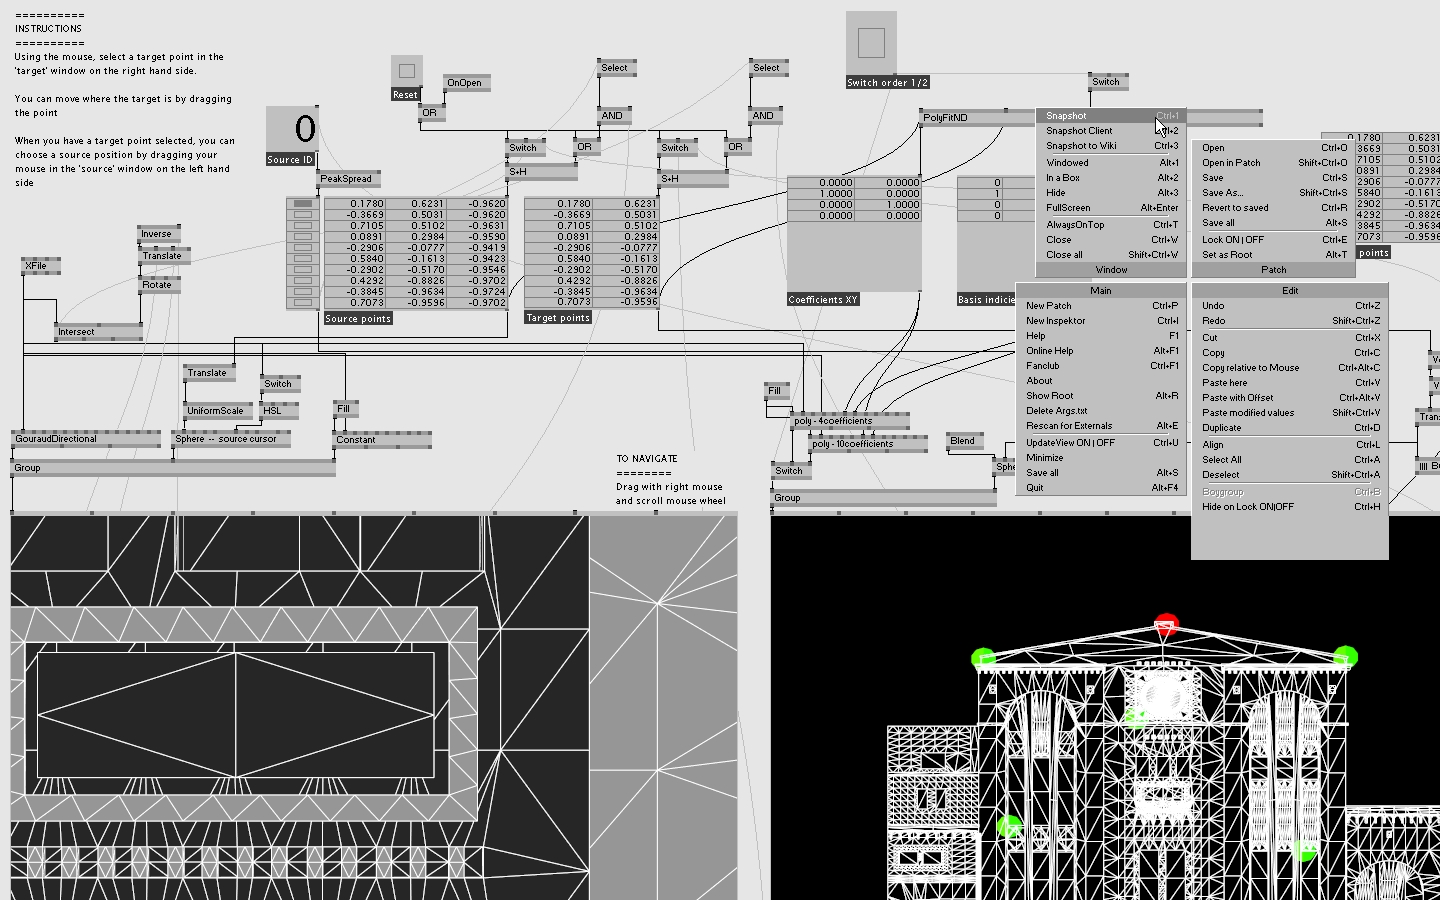 ==========
INSTRUCTIONS
==========
Using the mouse, select a target point in the
'target' window on the right hand side.
You can move where the target is by dragging
the point
When you have a target point selected, you can
choose a source position by dragging your
mouse in the 'source' window on the left hand
side
Reset
OnOpen
OR
Select
AND
Select
AND
Switch order 1/2
Switch
PolyFitND
0
Source ID
PeakSpread
Switch
OR
S+H
Switch
OR
S+H
0.1780 0.6231 -0.9620
-0.3669 0.5031 -0.9601
0.7105 0.5102 -0.9631
0.0891 0.2984 -0.9590
-0.2906 -0.0777 -0.9419
0.5840 -0.1613 -0.9423
-0.2902 -0.5170 -0.9546
0.4292 -0.8826 -0.9702
-0.3845 -0.9634 -0.9724
0.7073 -0.9596 -0.9702
Source points
0.1780 0.6231
-0.3669 0.5031
0.7105 0.5102
0.0891 0.2984
-0.2906 -0.0777
0.5840 -0.1613
-0.2902 -0.5170
0.4292 -0.8826
-0.3845 -0.9634
0.7073 -0.9596
Target points
0.0000 0.0000
1.0000 0.0000
0.0000 1.0000
0.0000 0.0000
Coefficients XY
0
1
0
0
Basis indicie
Snapshot Ctrl+1
Snapshot Client Ctrl+2
Snapshot to Wiki Ctrl+3
Windowed Alt+1
In a Box Alt+2
Hide Alt+3
FullScreen Alt+Enter
AlwaysOnTop Ctrl+T
Close Ctrl+W
Close all Shift+Ctrl+W
Window
Open Ctrl+O
Open in Patch Shift+Ctrl+O
Save Ctrl+S
Save As... Shift+Ctrl+S
Revert to saved Ctrl+R
Save all Alt+S
Lock ON|OFF Ctrl+E
Set as Root Alt+T
Patch
0.1780 0.6231
3669 0.5031
7105 0.5102
0891 0.2984
2906 -0.0777
5840 -0.1613
2902 -0.5170
4292 -0.8826
3845 -0.9634
7073 -0.9596
points
Main
New Patch Ctrl+P
New Inspektor Ctrl+I
Help F1
Online Help Alt+F1
Fanclub Ctrl+F1
About
Show Root Alt+R
Delete Args.txt
Rescan for Externals Alt+E
UpdateView ON|OFF Ctrl+U
Minimize
Save all Alt+S
Quit Alt+F4
Edit
Undo Ctrl+Z
Redo Shift+Ctrl+Z
Cut Ctrl+X
Copy Ctrl+C
Copy relative to Mouse Ctrl+Alt+C
Paste here Ctrl+V
Paste with Offset Ctrl+Alt+V
Paste modified values Shift+Ctrl+V
Duplicate Ctrl+D
Align Ctrl+L
Select All Ctrl+A
Deselect Shift+Ctrl+A
Boygroup Ctrl+B
Hide on Lock ON|OFF Ctrl+H
Inverse
Translate
Rotate
XFile
Intersect
Translate
Switch
UniformScale
HSL
Fill
GouraudDirectional
Sphere -- source cursor
Constant
Group
Fill
poly - 4coefficients
poly - 10coefficients
Blend
Switch
Sphe
Group
Trans
TO NAVIGATE
========
Drag with right mouse
and scroll mouse wheel